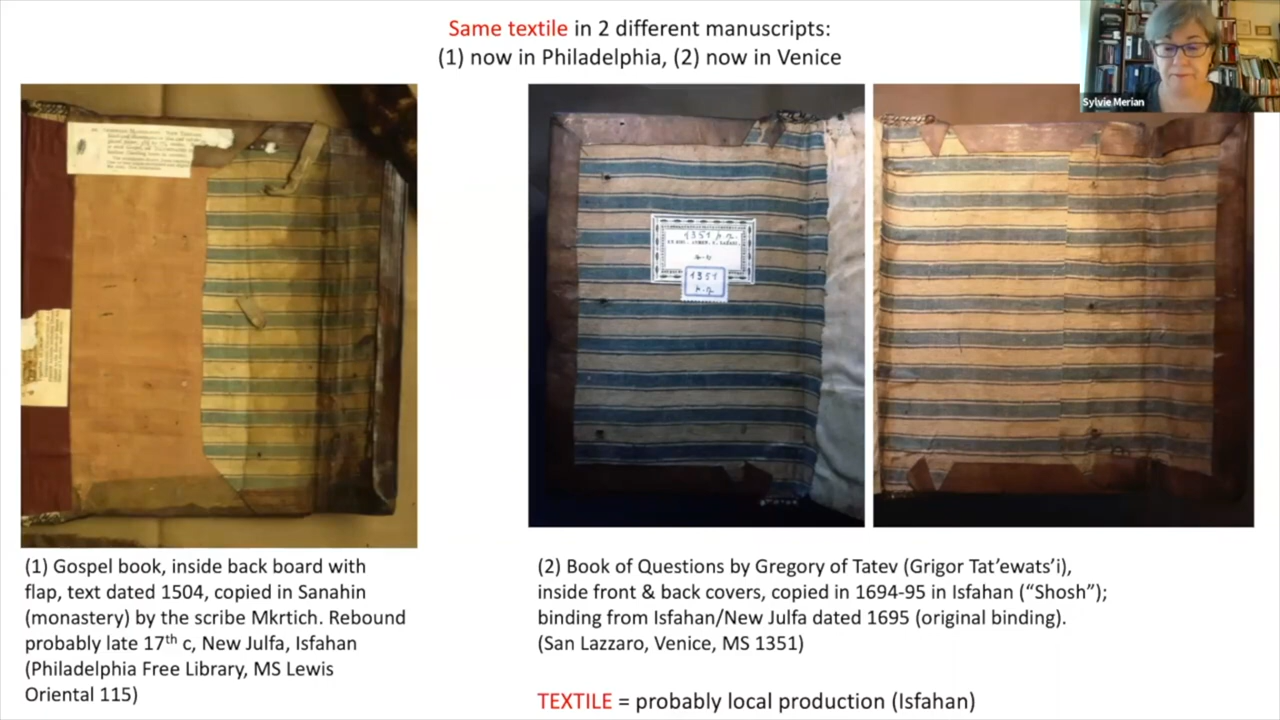 Same textile in 2 different manuscripts:
(1) now in Philadelphia, (2) now in Venice
Sylvie Merian
1351
1351
(1) Gospel book, inside back board with
flap, text dated 1504, copied in Sanahin
(monastery) by the scribe Mkrtich. Rebound
probably late 17th c, New Julfa, Isfahan
(Philadelphia Free Library, MS Lewis
Oriental 115)
(2) Book of Questions by Gregory of Tatev (Grigor Tat’ewats’i),
inside front & back covers, copied in 1694-95 in Isfahan (“Shosh”);
binding from Isfahan/New Julfa dated 1695 (original binding).
(San Lazzaro, Venice, MS 1351)
TEXTILE = probably local production (Isfahan)